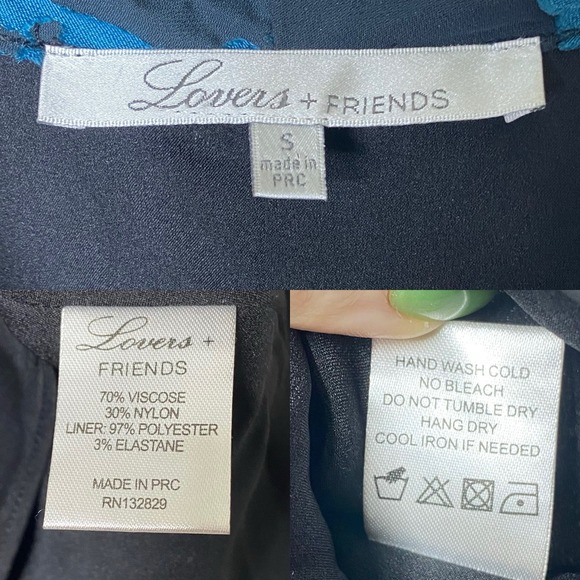 Lovers + FRIENDS
S
made in
PRC
Lovers +
FRIENDS
70% VISCOSE
30% NYLON
LINER: 97% POLYESTER
3% ELASTANE
MADE IN PRC
RN132829
HAND WASH COLD
NO BLEACH
DO NOT TUMBLE DRY
HANG DRY
COOL IRON IF NEEDED